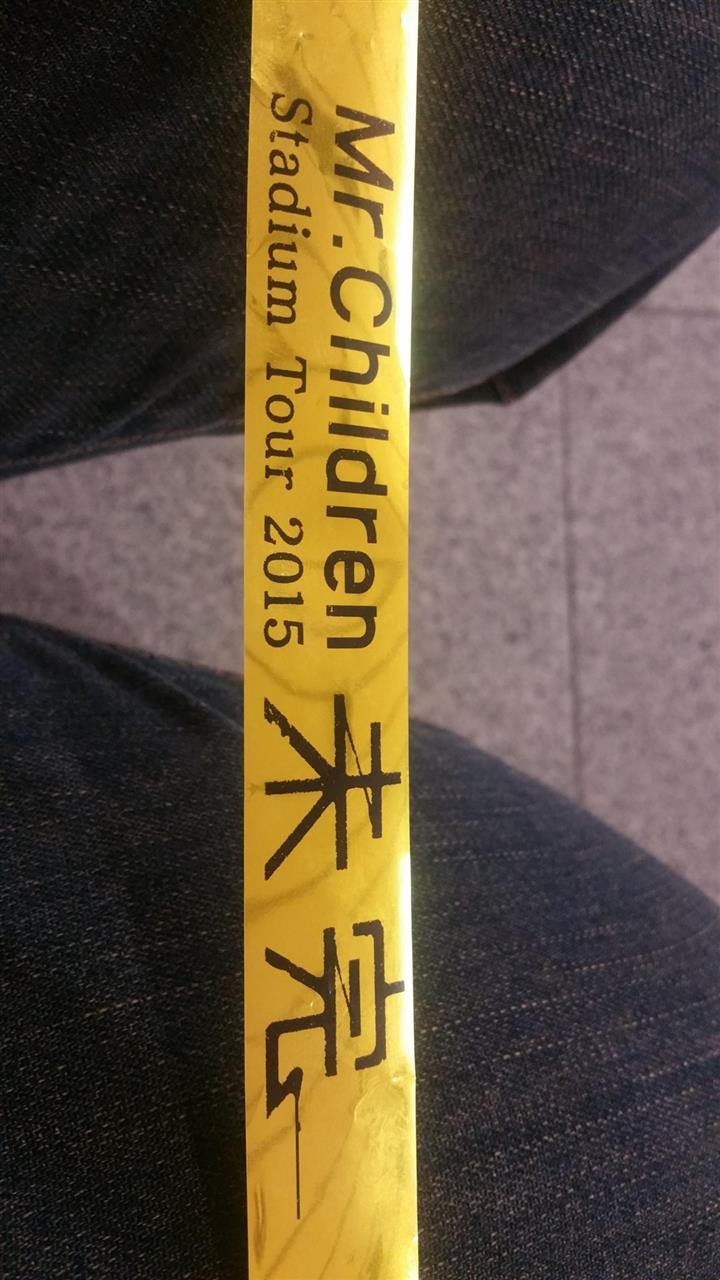 Mr.Children
Stadium Tour 2015
未完